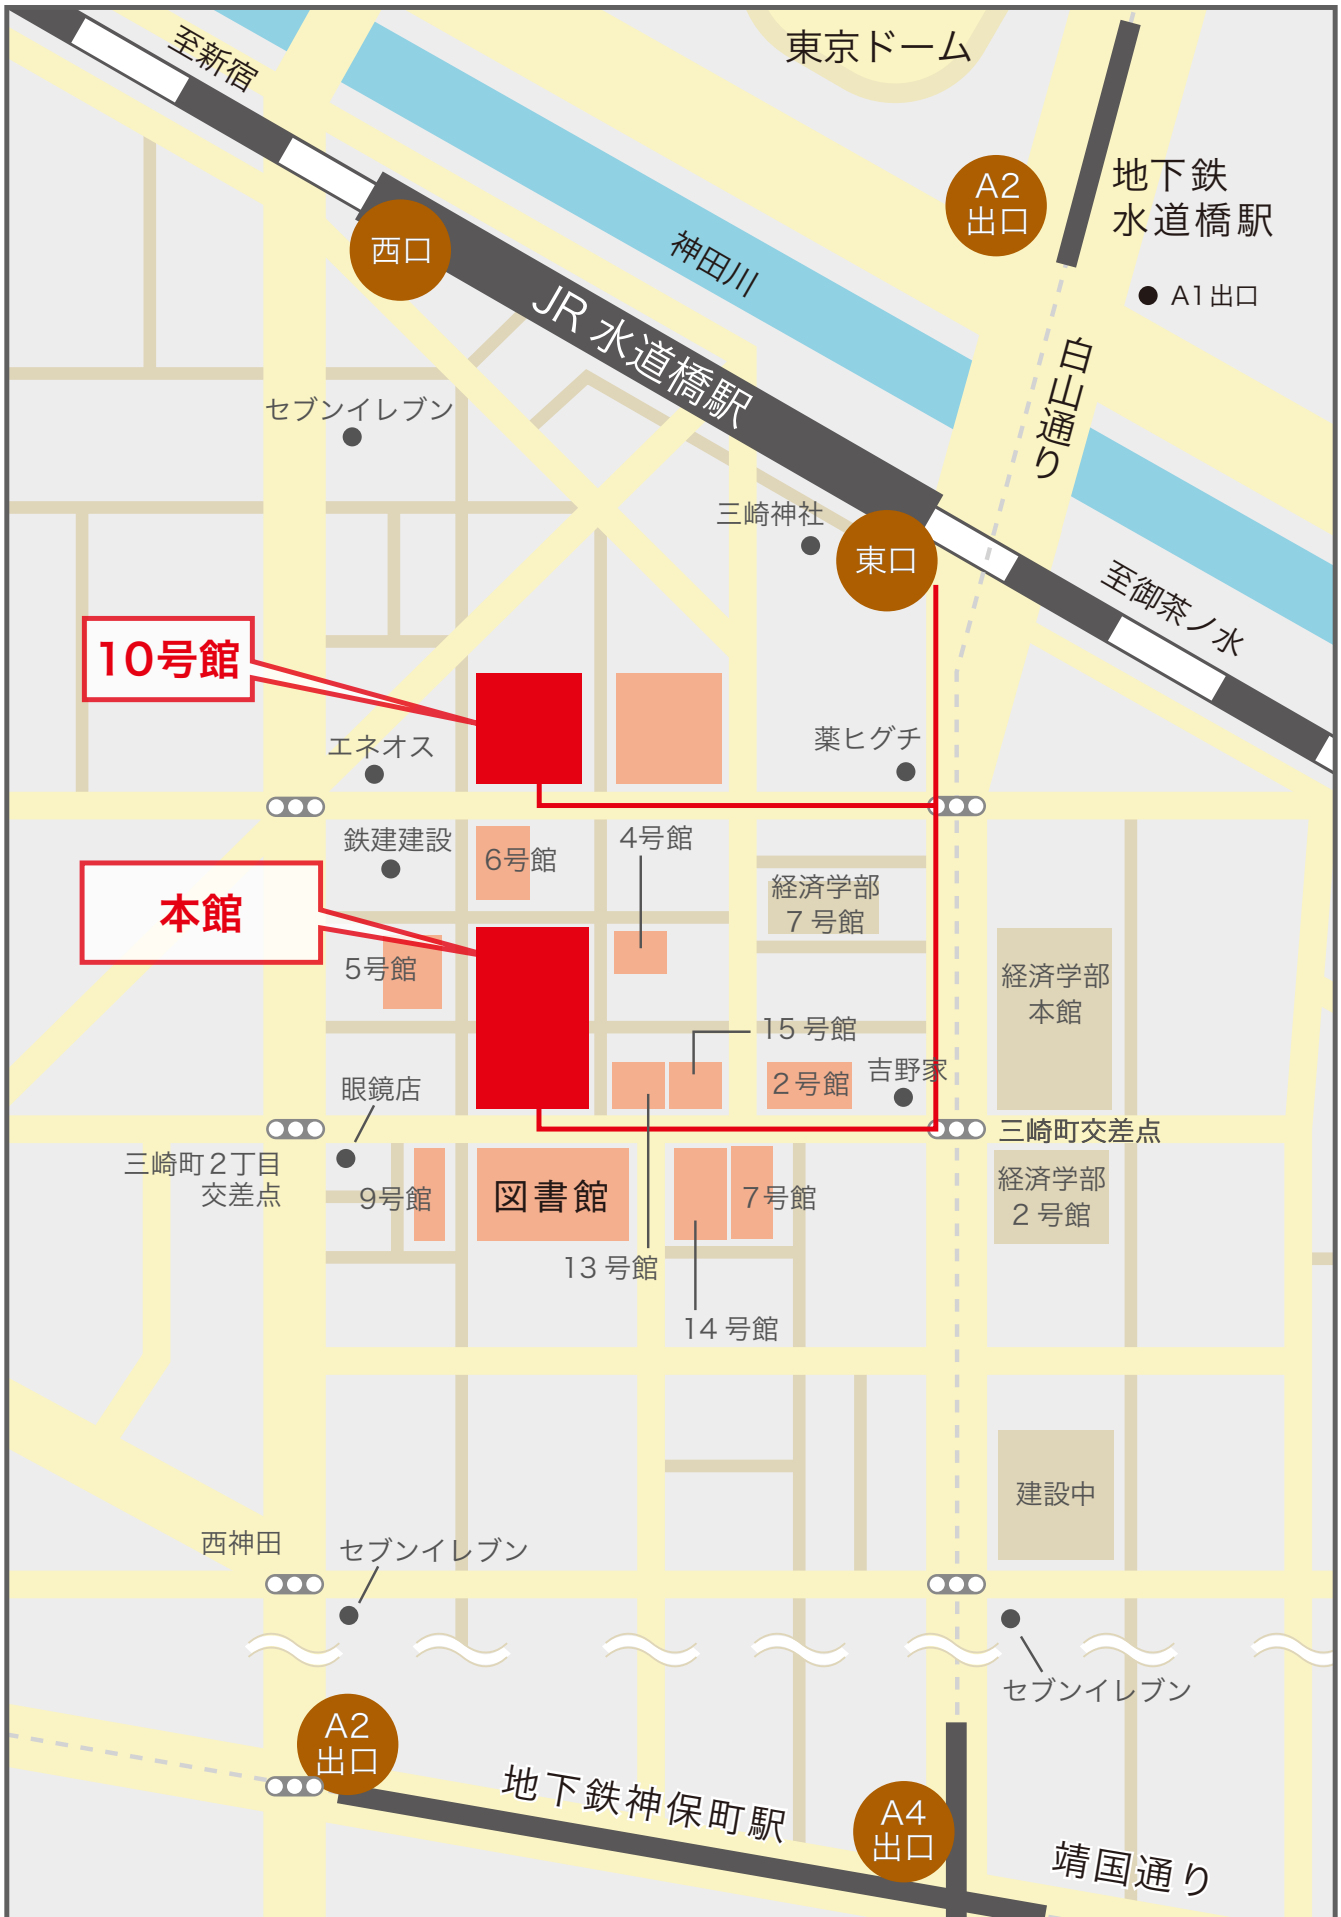 至新宿
東京ドーム
A2
出口
地下鉄
水道橋駅
西口
神田川
A1出口
JR 水道橋駅
白山通り
セブンイレブン
三崎神社
東口
至御茶ノ水
10号館
エネオス
薬ヒグチ
鉄建建設
6号館
4号館
経済学部
7号館
本館
5号館
経済学部
本館
15号館
眼鏡店
2号館
吉野家
三崎町交差点
三崎町2丁目
交差点
9号館
図書館
7号館
経済学部
2号館
13号館
14号館
建設中
西神田
セブンイレブン
セブンイレブン
A2
出口
地下鉄神保町駅
A4
出口
靖国通り